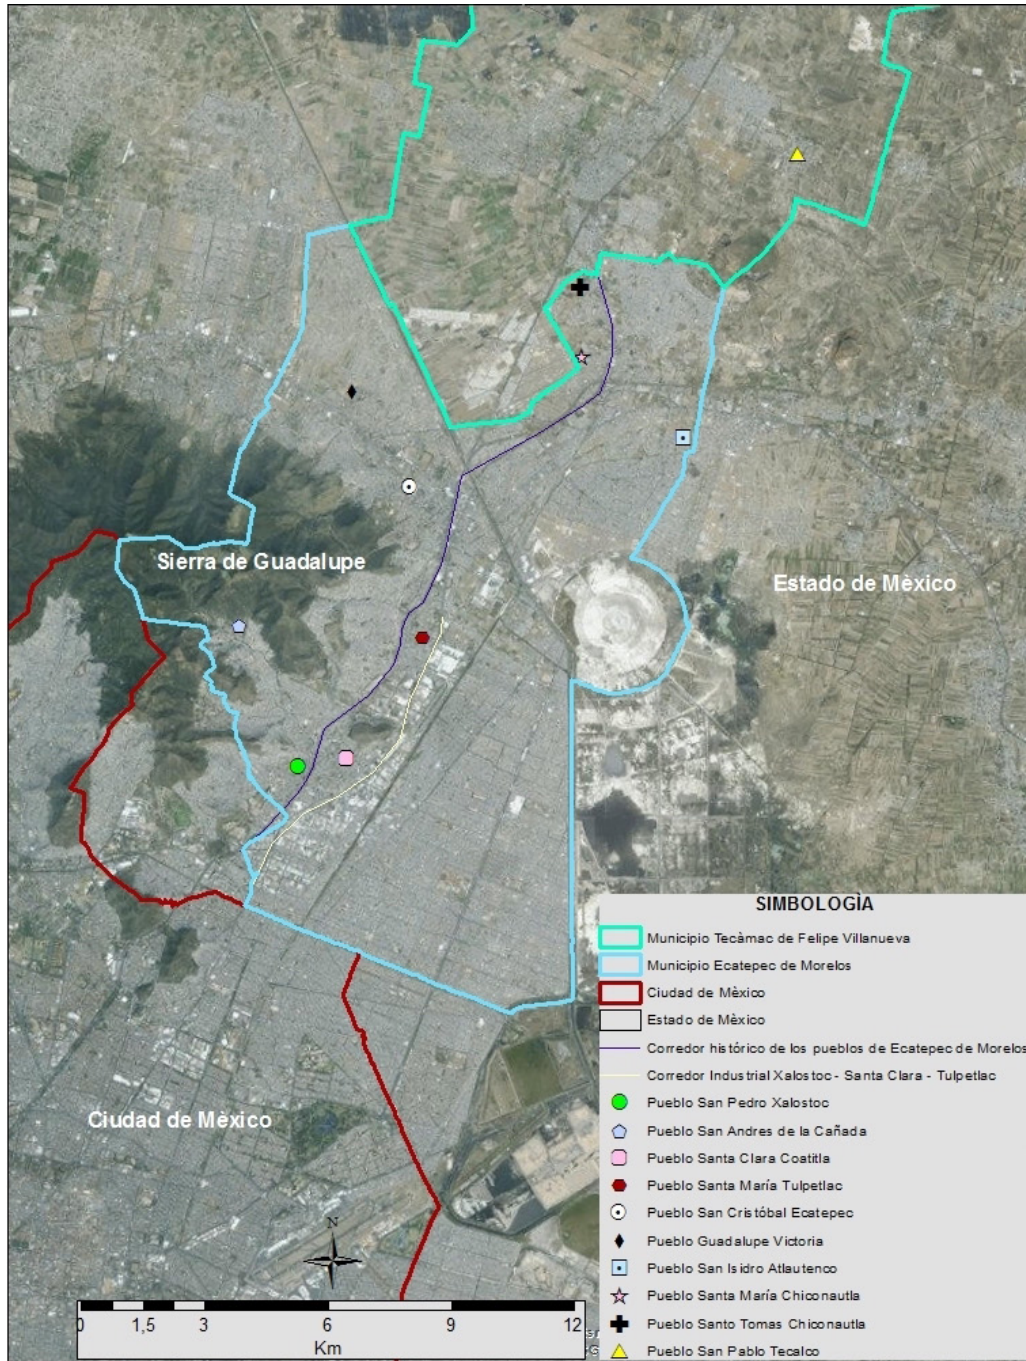 Sierra de Guadalupe
Estado de Mèxico
Ciudad de Mèxico
N
0 1,5 3 6 9 12
Km
SIMBOLOGÌA
Municipio Tecàmac de Felipe Villanueva
Municipio Ecatepec de Morelos
Ciudad de Mèxico
Estado de Mèxico
Corredor histórico de los pueblos de Ecatepec de Morelos
Corredor Industrial Xalostoc - Santa Clara - Tulpetlac
Pueblo San Pedro Xalostoc
Pueblo San Andres de la Cañada
Pueblo Santa Clara Coatitla
Pueblo Santa María Tulpetlac
Pueblo San Cristóbal Ecatepec
Pueblo Guadalupe Victoria
Pueblo San Isidro Atlautenco
Pueblo Santa María Chiconautla
Pueblo Santo Tomas Chiconautla
Pueblo San Pablo Tecalco